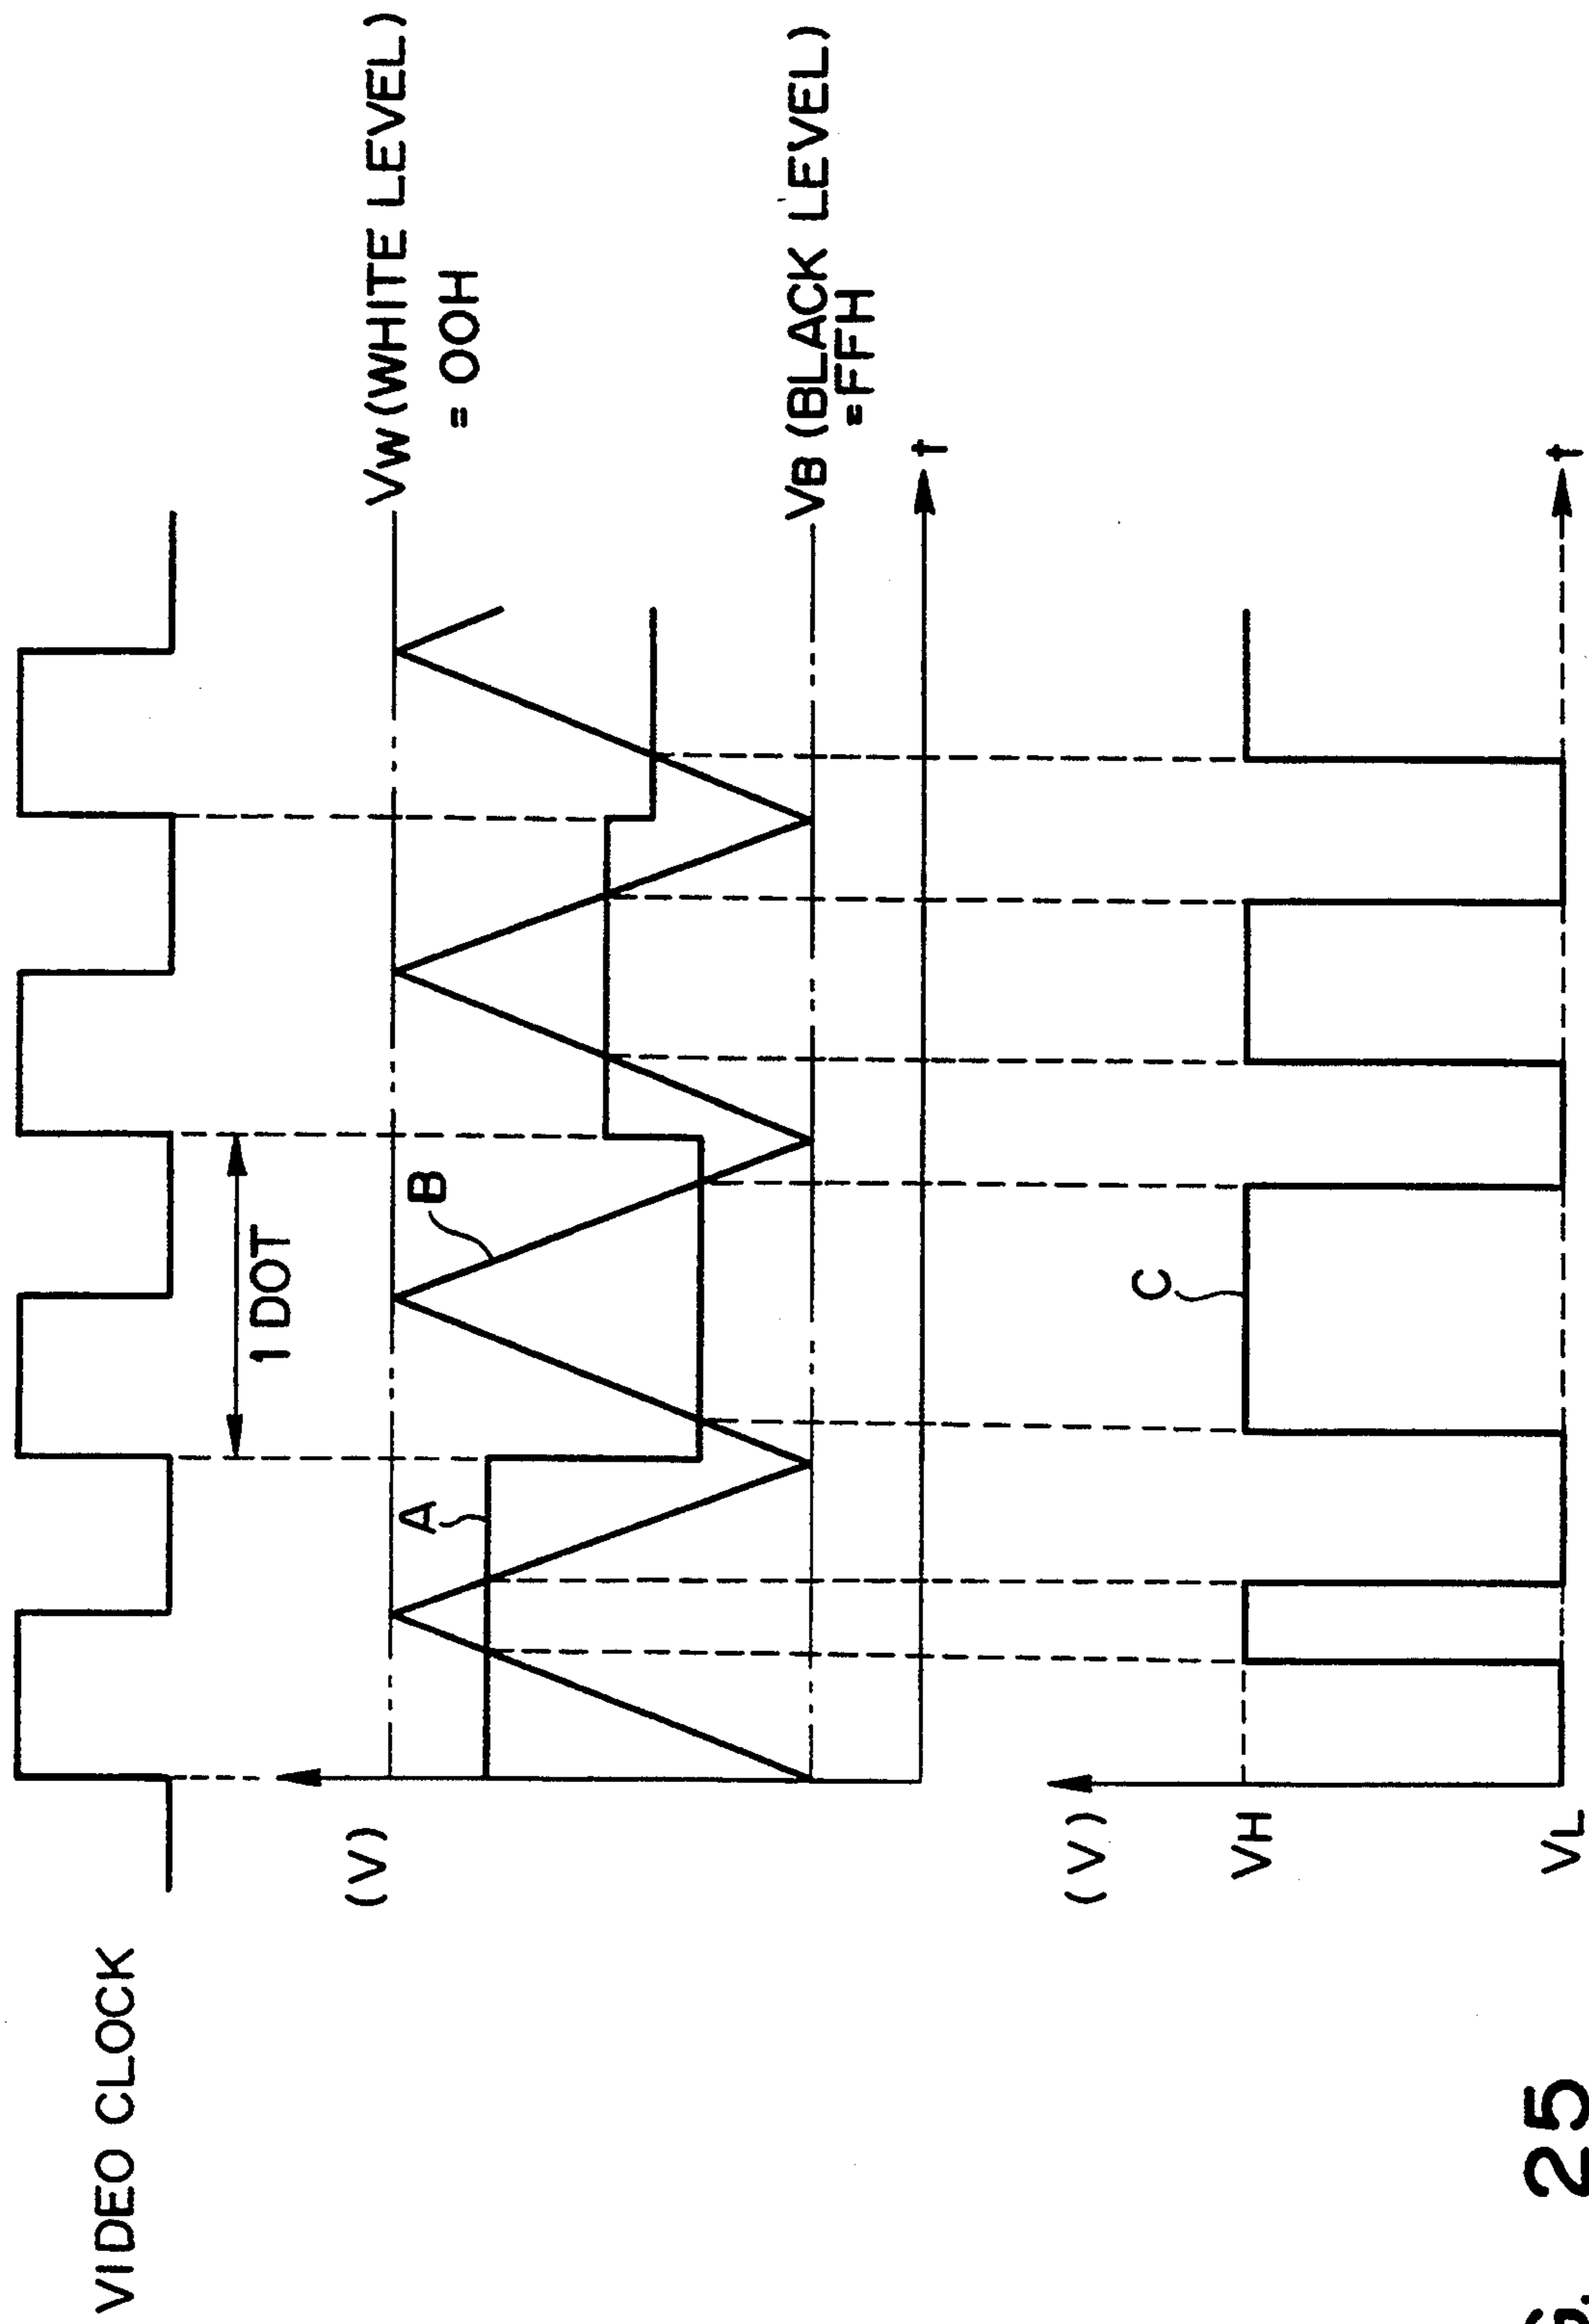 VIDEO CLOCK
1 DOT
(V)
VW (WHITE LEVEL)
= 00H
A
B
VB (BLACK LEVEL)
=FFH
t
(V)
VH
C
VL
t
25